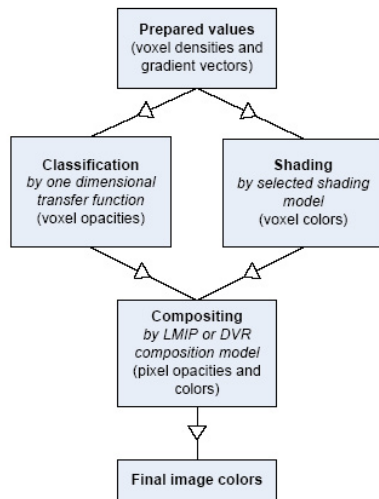 Prepared values
(voxel densities and
gradient vectors)
Classification
by one dimensional
transfer function
(voxel opacities)
Shading
by selected shading
model
(voxel colors)
Compositing
by LMIP or DVR
composition model
(pixel opacities and
colors)
Final image colors